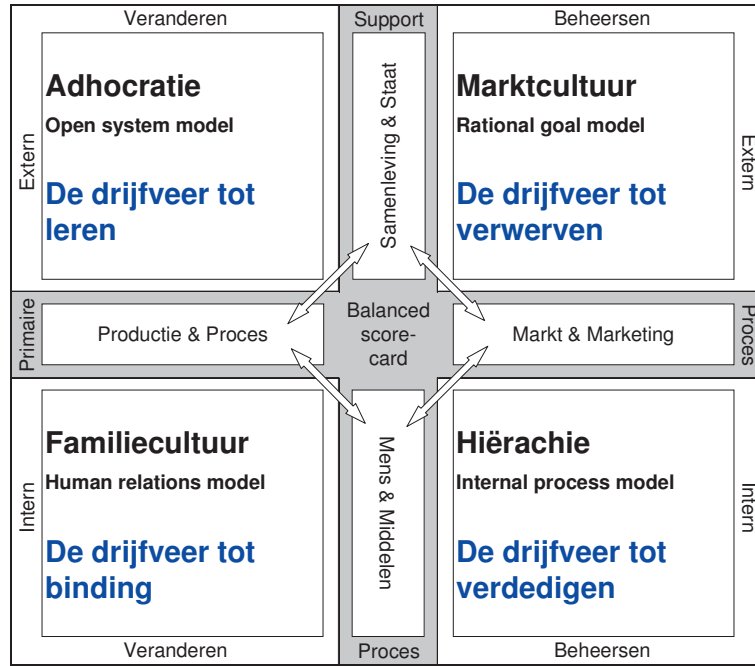 Veranderen
Support
Beheersen
Extern
Adhocratie
Open system model
De drijfveer tot
leren
Samenleving & Staat
Marktcultuur
Rational goal model
De drijfveer tot
verwerven
Extern
Primaire
Productie & Proces
Balanced
score-
card
Markt & Marketing
Proces
Intern
Familiecultuur
Human relations model
De drijfveer tot
binding
Mens & Middelen
Hiërachie
Internal process model
De drijfveer tot
verdedigen
Intern
Veranderen
Proces
Beheersen